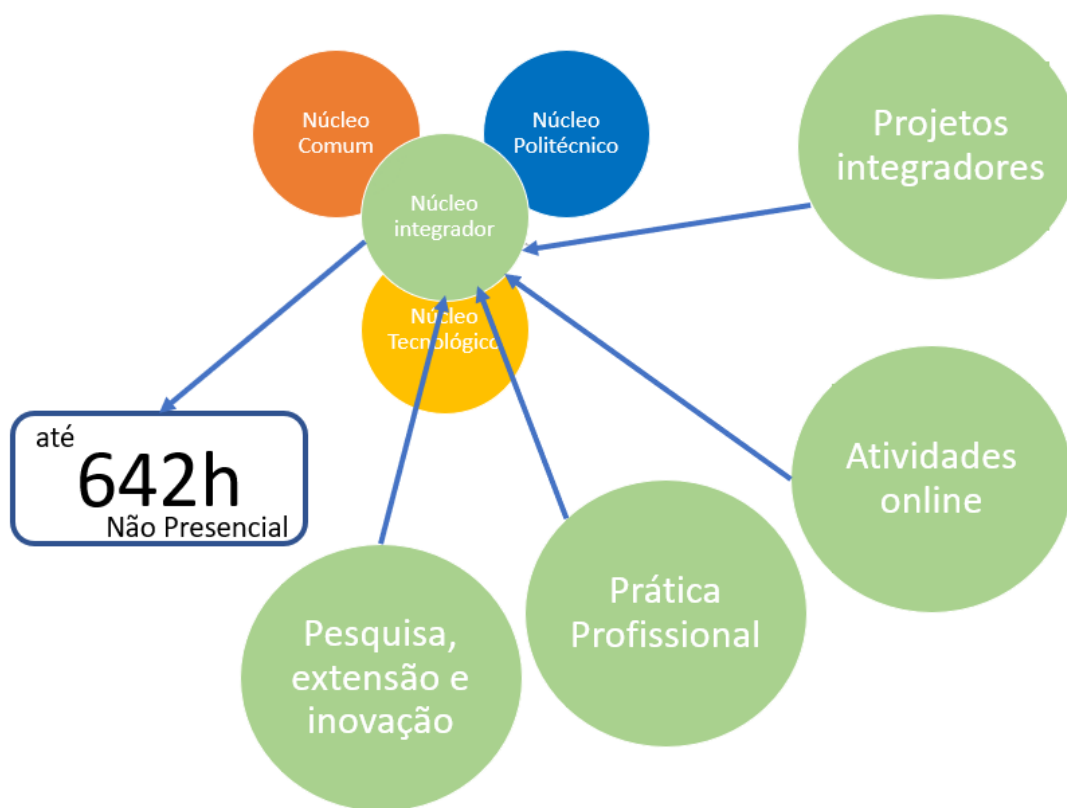 Núcleo
Comum
Núcleo
Politécnico
Projetos
integradores
Núcleo
integrador
Núcleo
Tecnológico
até
642h
Não Presencial
Atividades
online
Prática
Profissional
Pesquisa,
extensão e
inovação